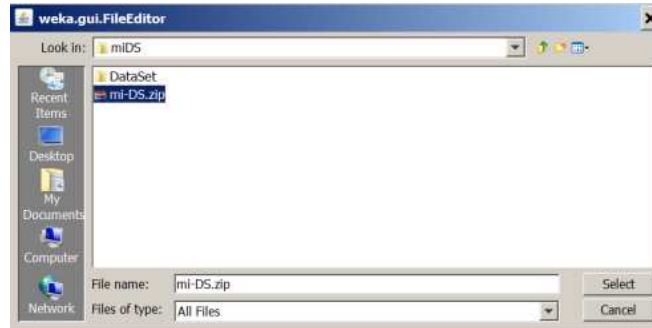 weka.gui.FileEditor
Look in: miDS
DataSet
mi-DS.zip
Recent
Items
Desktop
My
Documents
Computer
Network
File name: mi-DS.zip Select
Files of type: All Files Cancel